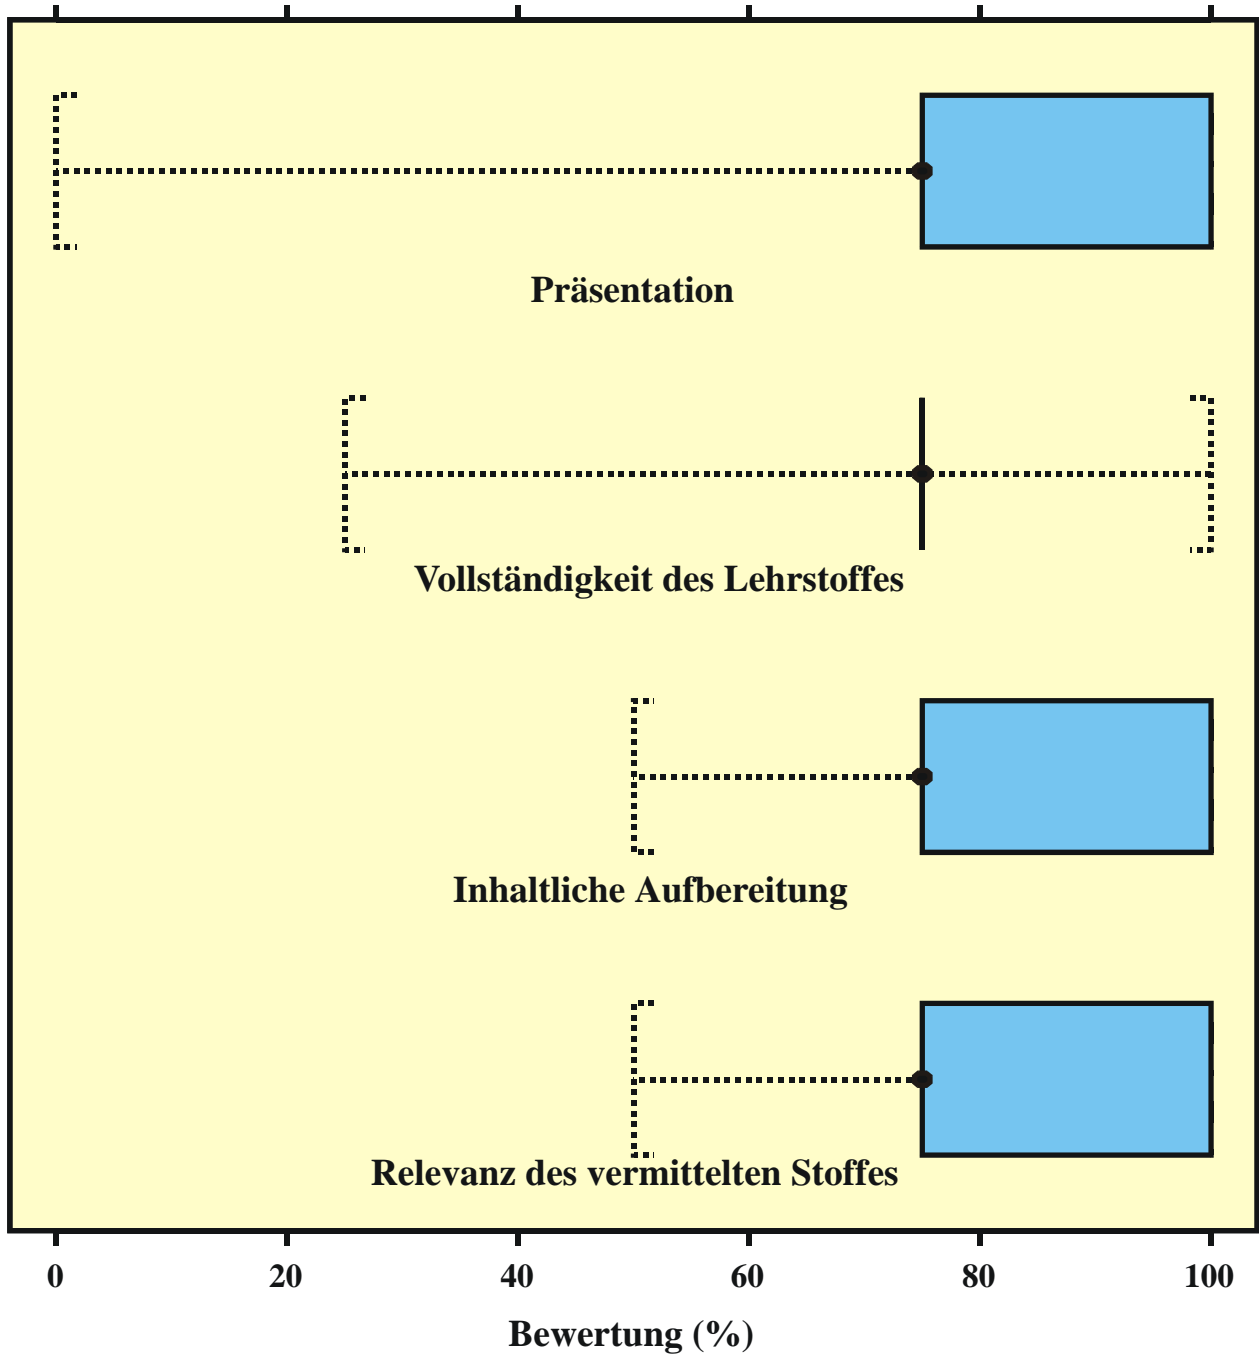 Präsentation
Vollständigkeit des Lehrstoffes
Inhaltliche Aufbereitung
Relevanz des vermittelten Stoffes
0 20 40 60 80 100
Bewertung (%)